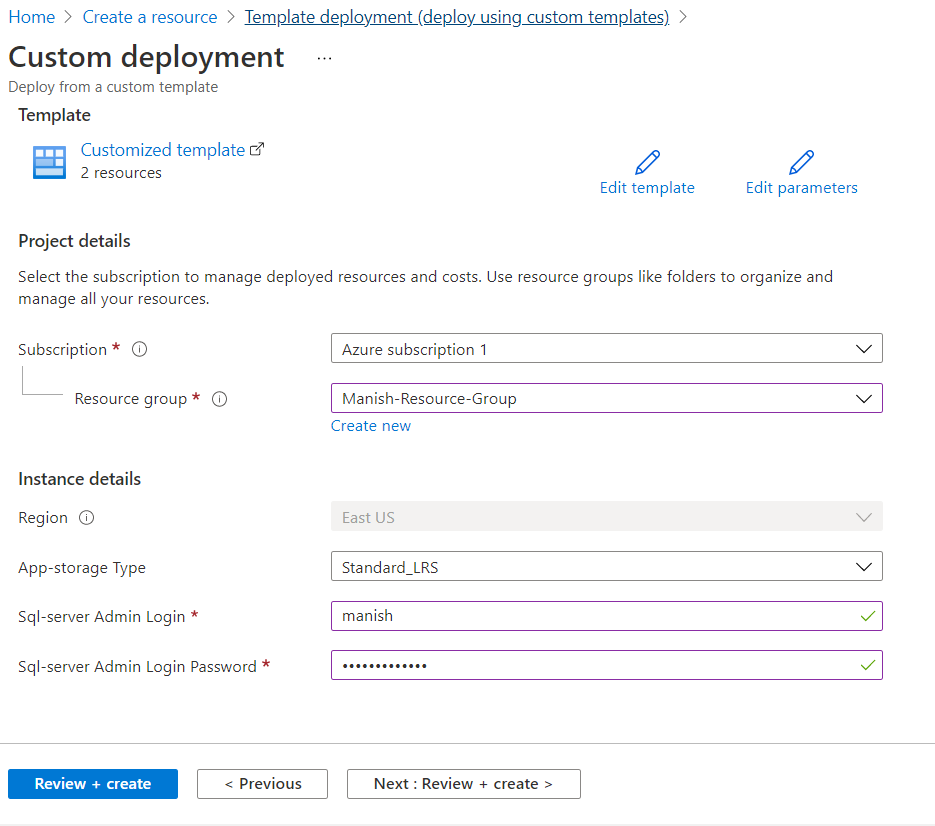 Home > Create a resource > Template deployment (deploy using custom templates) >
Custom deployment ...
Deploy from a custom template
Template
Customized template
2 resources
Edit template
Edit parameters
Project details
Select the subscription to manage deployed resources and costs. Use resource groups like folders to organize and
manage all your resources.
Subscription *
Azure subscription 1
Resource group *
Manish-Resource-Group
Create new
Instance details
Region
East US
App-storage Type
Standard_LRS
Sql-server Admin Login *
manish
Sql-server Admin Login Password *
•••••••••••••
Review + create
< Previous
Next : Review + create >